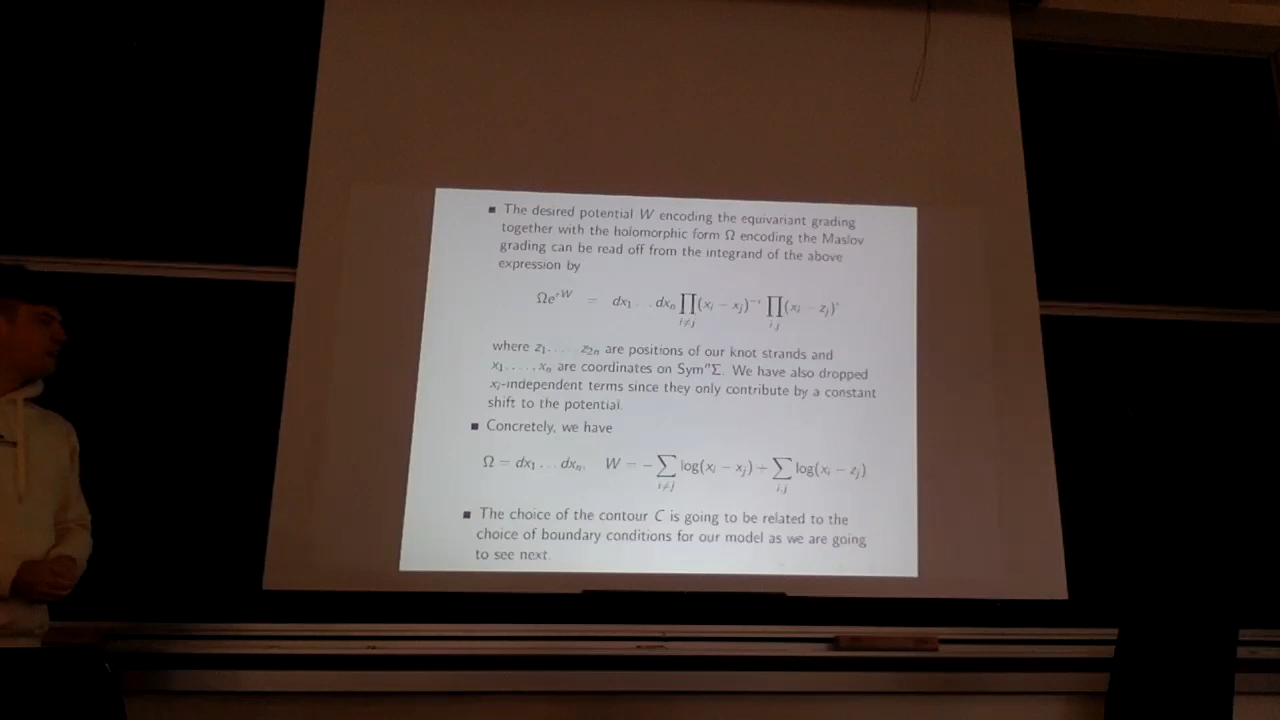 ■ The desired potential W encoding the equivariant grading
together with the holomorphic form Ω encoding the Maslov
grading can be read off from the integrand of the above
expression by
Ωe^{rW} = dx₁ ... dxₙ ∏_{i≠j} (xᵢ − xⱼ)^{−r} ∏_{i,j} (xᵢ − zⱼ)^{r}
where z₁, ..., z₂ₙ are positions of our knot strands and
x₁, ..., xₙ are coordinates on SymⁿΣ. We have also dropped
xᵢ-independent terms since they only contribute by a constant
shift to the potential.
■ Concretely, we have
Ω = dx₁ ... dxₙ, W = − ∑_{i≠j} log(xᵢ − xⱼ) + ∑_{i,j} log(xᵢ − zⱼ)
■ The choice of the contour C is going to be related to the
choice of boundary conditions for our model as we are going
to see next.